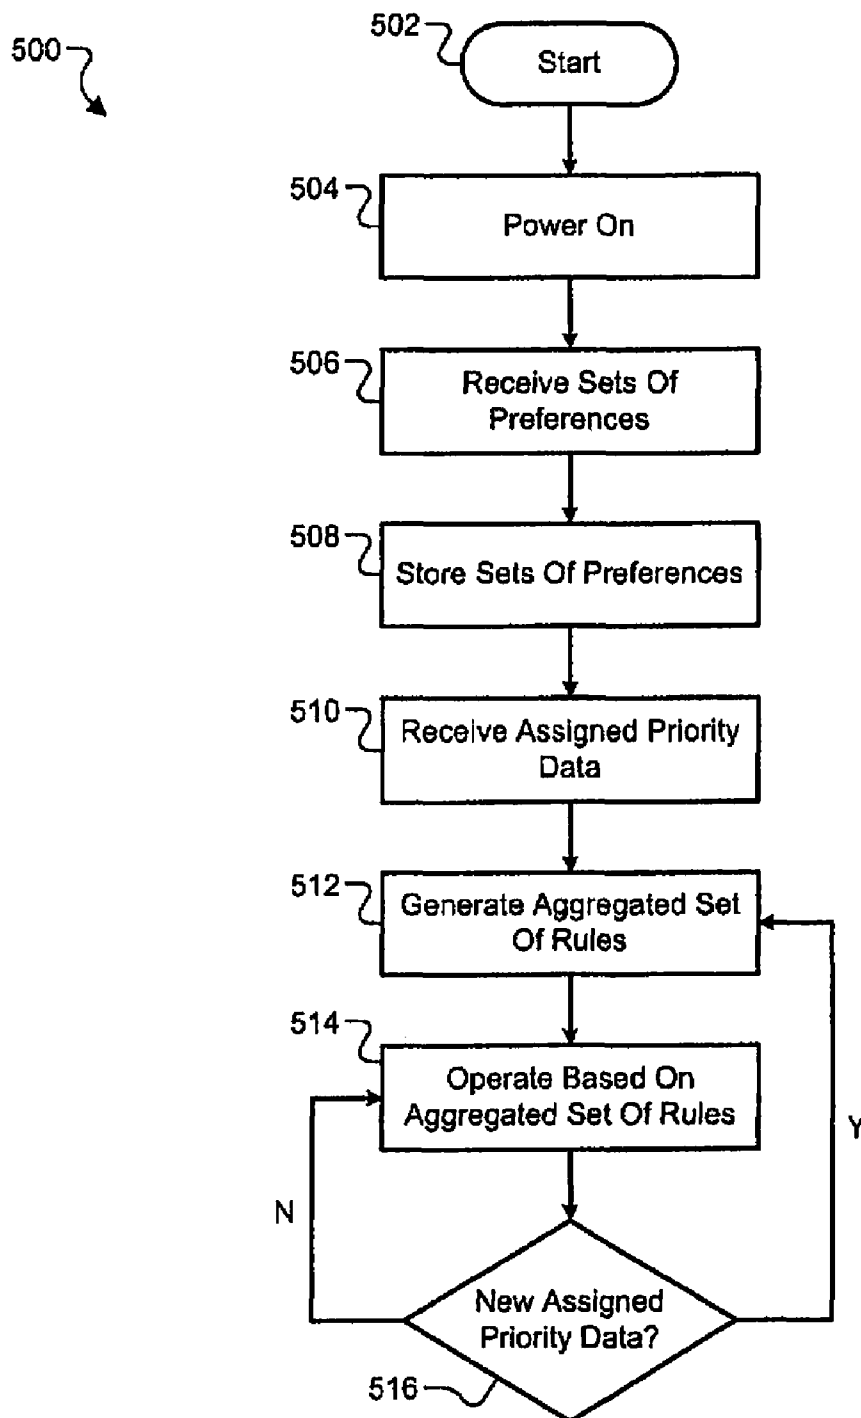 500
502
Start
504
Power On
506
Receive Sets Of
Preferences
508
Store Sets Of Preferences
510
Receive Assigned Priority
Data
512
Generate Aggregated Set
Of Rules
514
Operate Based On
Aggregated Set Of Rules
Y
N
New Assigned
Priority Data?
516